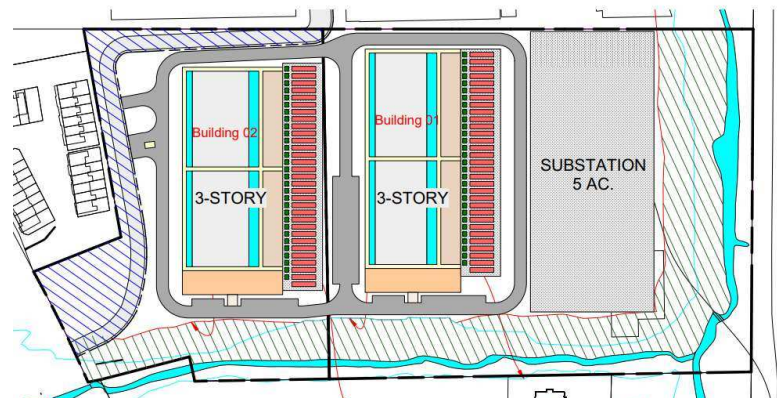 Building 02
Building 01
3-STORY
3-STORY
SUBSTATION
5 AC.